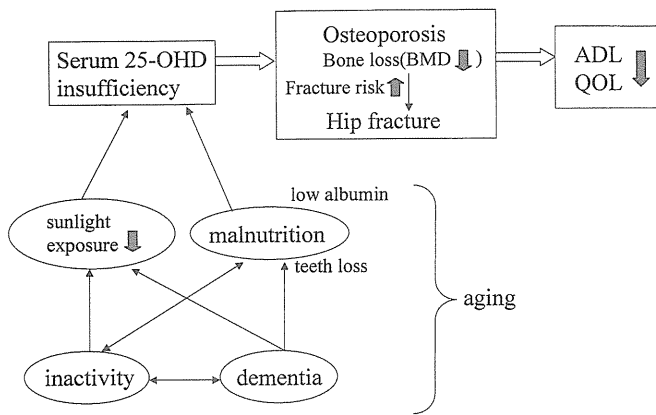 Serum 25-OHD
insufficiency
Osteoporosis
Bone loss(BMD )
Fracture risk
Hip fracture
ADL
QOL
low albumin
sunlight
exposure
malnutrition
teeth loss
aging
inactivity
dementia